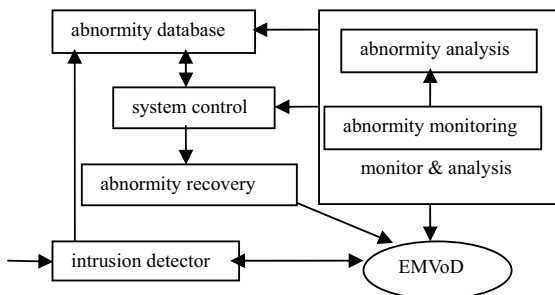 abnormity database
abnormity analysis
system control
abnormity monitoring
monitor & analysis
abnormity recovery
intrusion detector
EMVoD